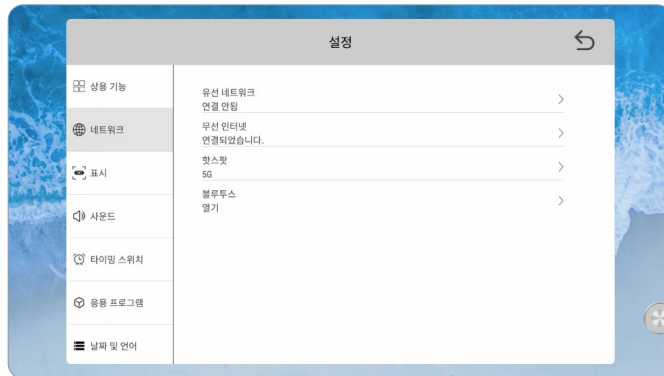 설정
상용 기능
네트워크
표시
사운드
타이밍 스위치
응용 프로그램
날짜 및 언어
유선 네트워크
연결 안됨
무선 인터넷
연결되었습니다.
핫스팟
5G
블루투스
열기